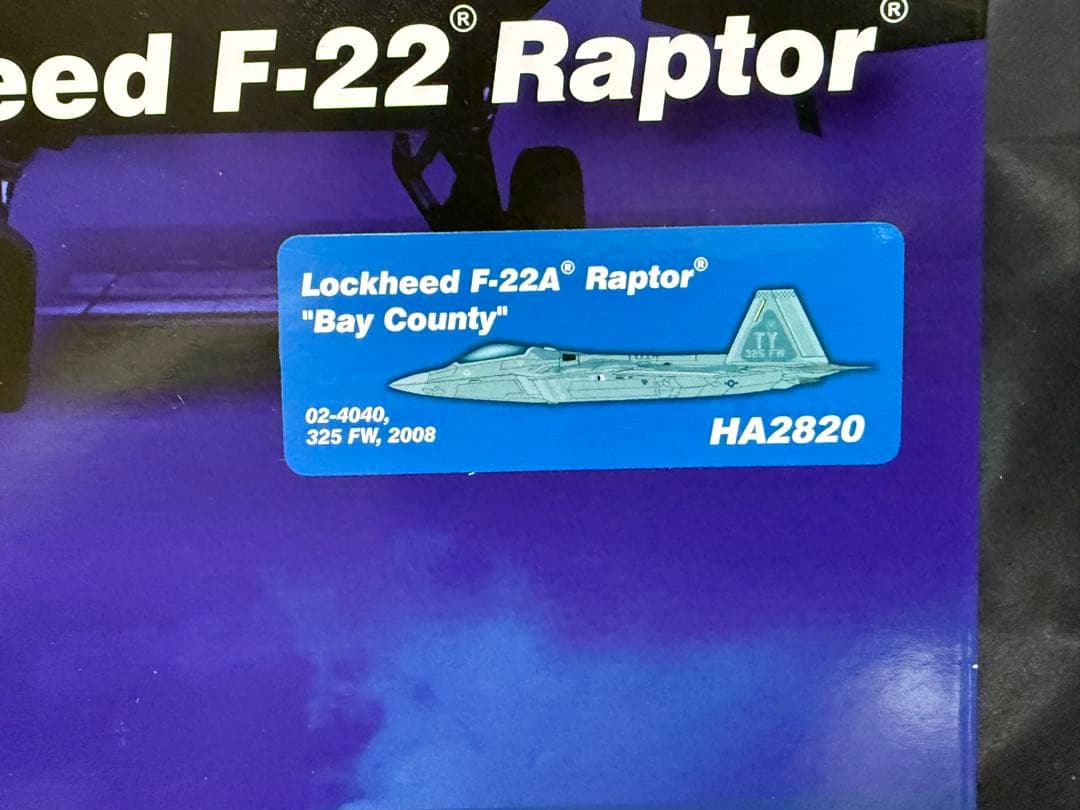 eed F-22® Raptor®
Lockheed F-22A® Raptor®
"Bay County"
TY
325 FW
02-4040,
325 FW, 2008
HA2820